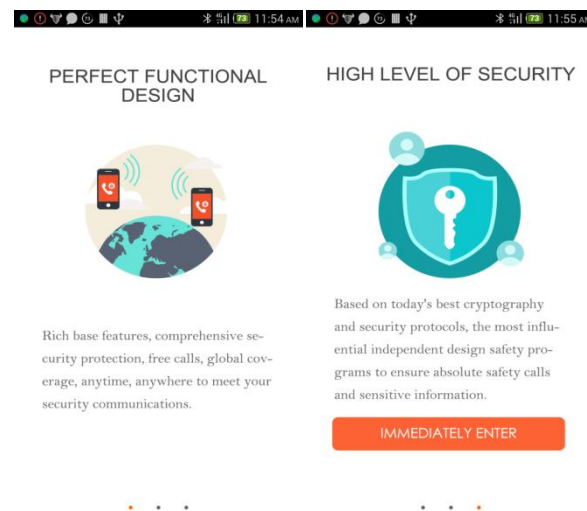 73 11:54 AM
PERFECT FUNCTIONAL
DESIGN
Rich base features, comprehensive se-
curity protection, free calls, global cov-
erage, anytime, anywhere to meet your
security communications.
73 11:55 AM
HIGH LEVEL OF SECURITY
Based on today's best cryptography
and security protocols, the most influ-
ential independent design safety pro-
grams to ensure absolute safety calls
and sensitive information.
IMMEDIATELY ENTER